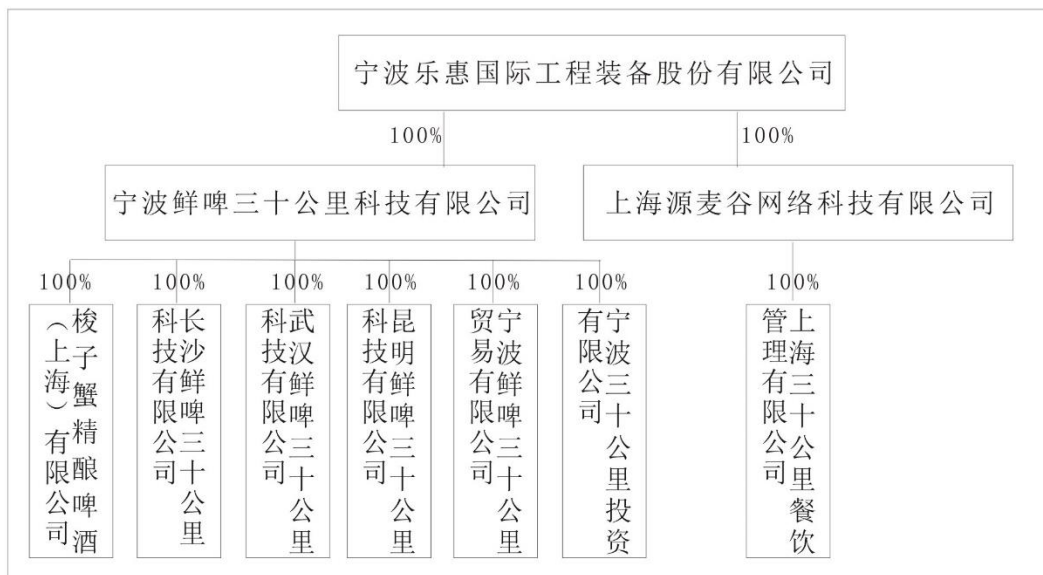 宁波乐惠国际工程装备股份有限公司
100%
100%
宁波鲜啤三十公里科技有限公司
上海源麦谷网络科技有限公司
100%
100%
100%
100%
100%
100%
100%
梭子蟹精酿啤酒
（上海）有限公司
长沙鲜啤三十公里
科技有限公司
武汉鲜啤三十公里
科技有限公司
昆明鲜啤三十公里
科技有限公司
宁波鲜啤三十公里
贸易有限公司
宁波三十公里投资
有限公司
上海三十公里餐饮
管理有限公司